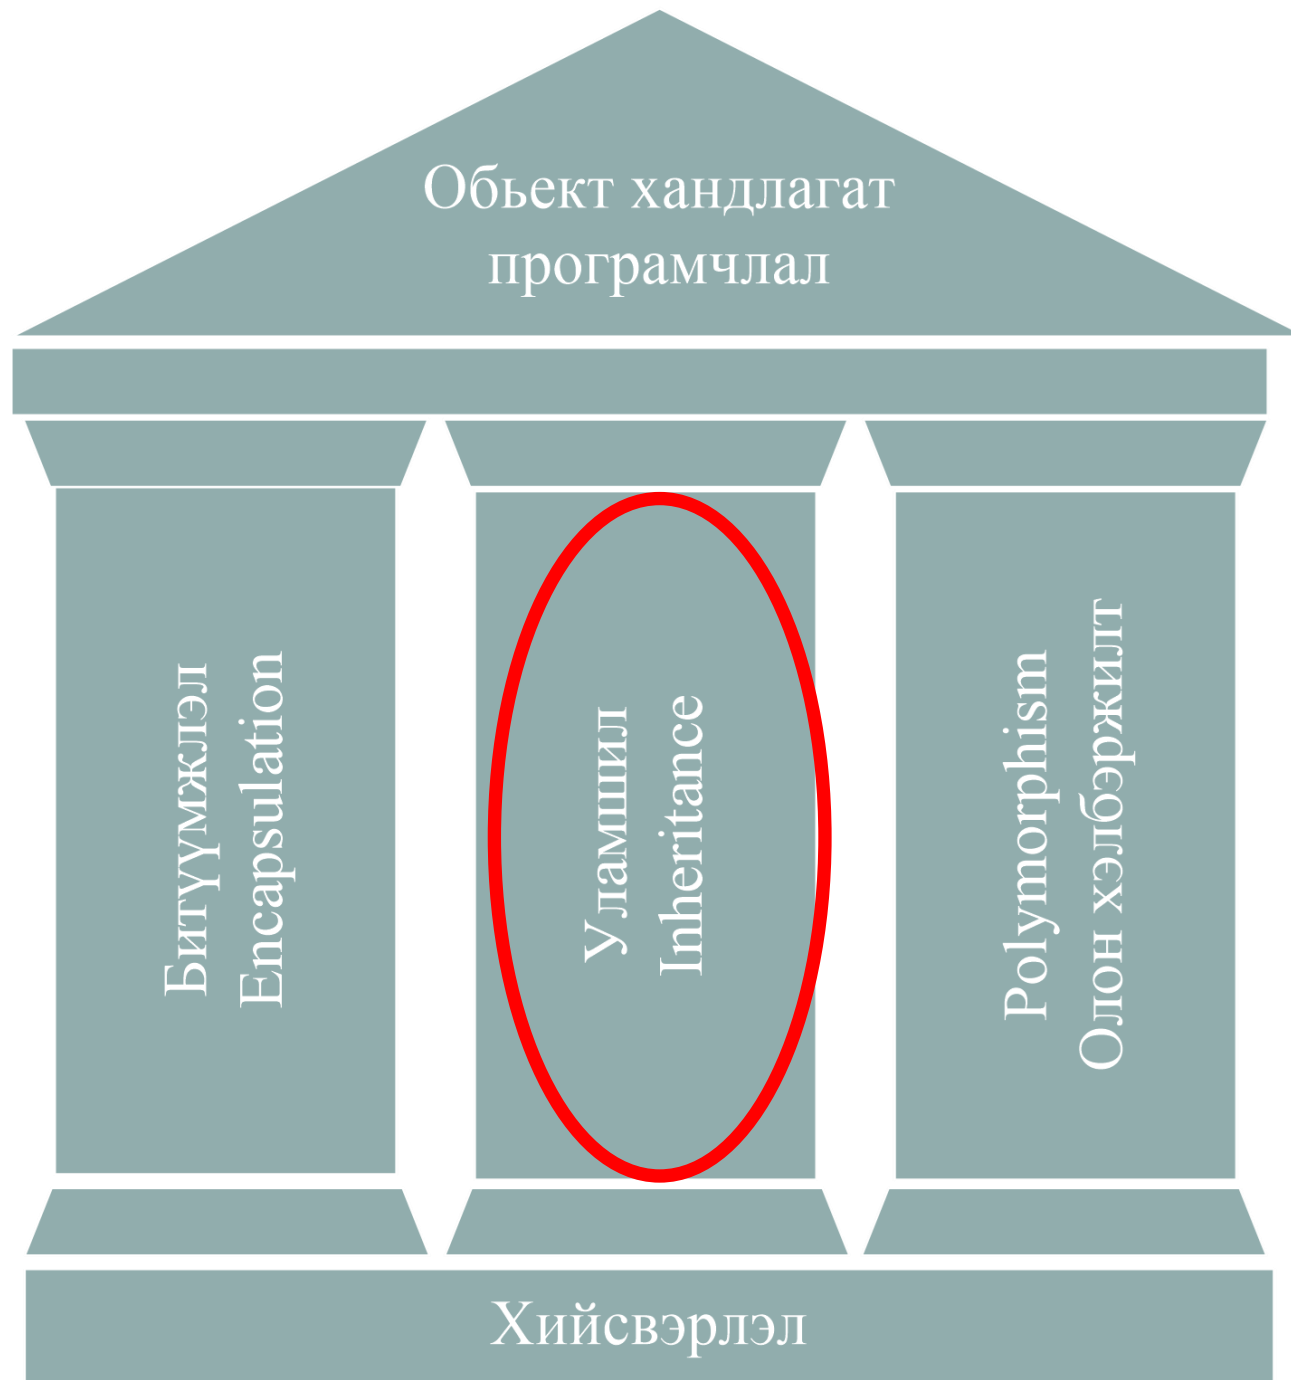 Обьект хандлагат
програмчлал
Битүүмжлэл
Encapsulation
Уламшил
Inheritance
Polymorphism
Олон хэлбэржилт
Хийсвэрлэл